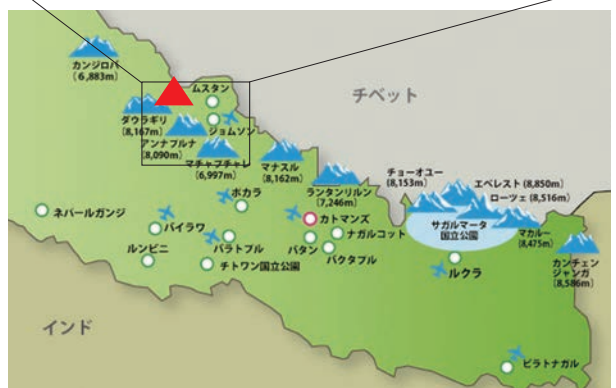 カンジロバ
(6,883m)
ムスタン
チベット
ダウラギリ
(8,167m)
ジョムソン
アンナプルナ
(8,090m)
マチャプチャレ
(6,997m)
マナスル
(8,162m)
ランタンリルン
(7,246m)
チョーオユー
(8,153m)
エベレスト (8,850m)
ローツェ (8,516m)
サガルマータ
国立公園
マカルー
(8,475m)
カンチェン
ジャンガ
(8,586m)
ポカラ
ネパールガンジ
バイラワ
カトマンズ
ナガルコット
ルンビニ
バラトプル
パタン
バクタプル
チトワン国立公園
ルクラ
インド
ビラトナガル